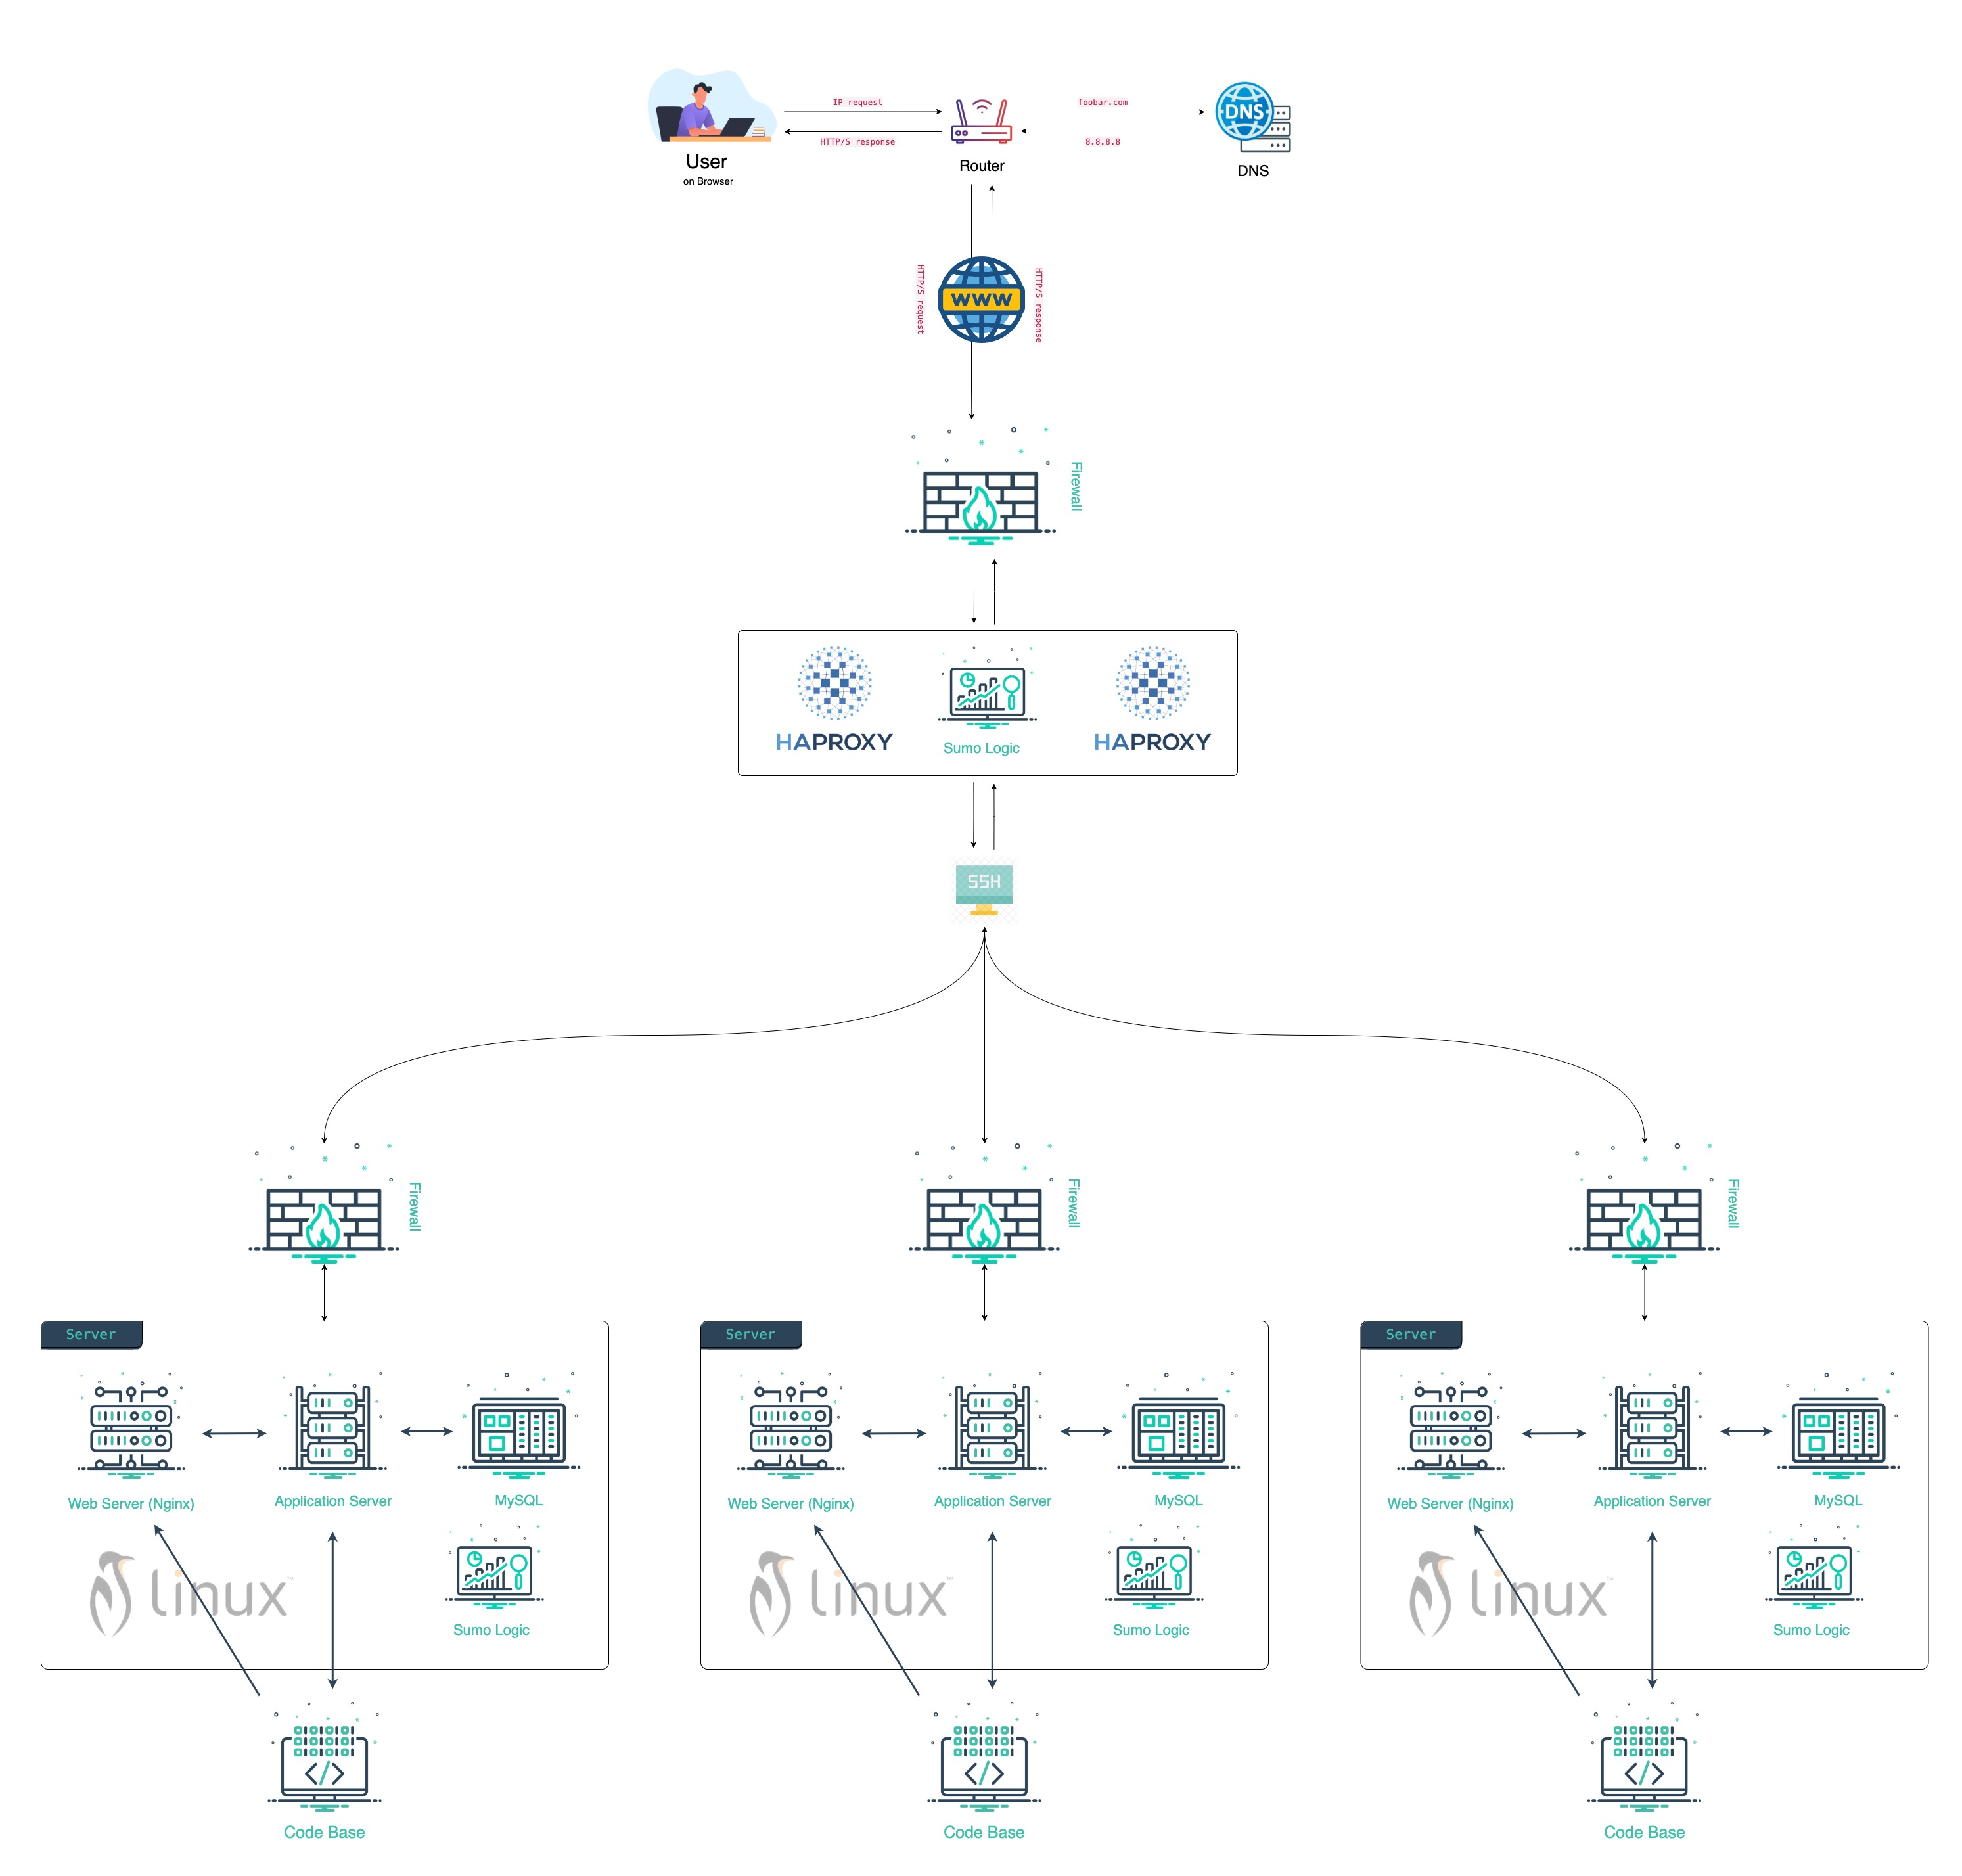 IP request
foobar.com
DNS
HTTP/S response
8.8.8.8
User
on Browser
Router
DNS
HTTP/S request
WWW
HTTP/S response
Firewall
HAPROXY
Sumo Logic
HAPROXY
SSH
Firewall
Firewall
Firewall
Server
Server
Server
Web Server (Nginx)
Application Server
MySQL
Linux™
Sumo Logic
Web Server (Nginx)
Application Server
MySQL
Linux™
Sumo Logic
Web Server (Nginx)
Application Server
MySQL
Linux™
Sumo Logic
</>
</>
</>
Code Base
Code Base
Code Base